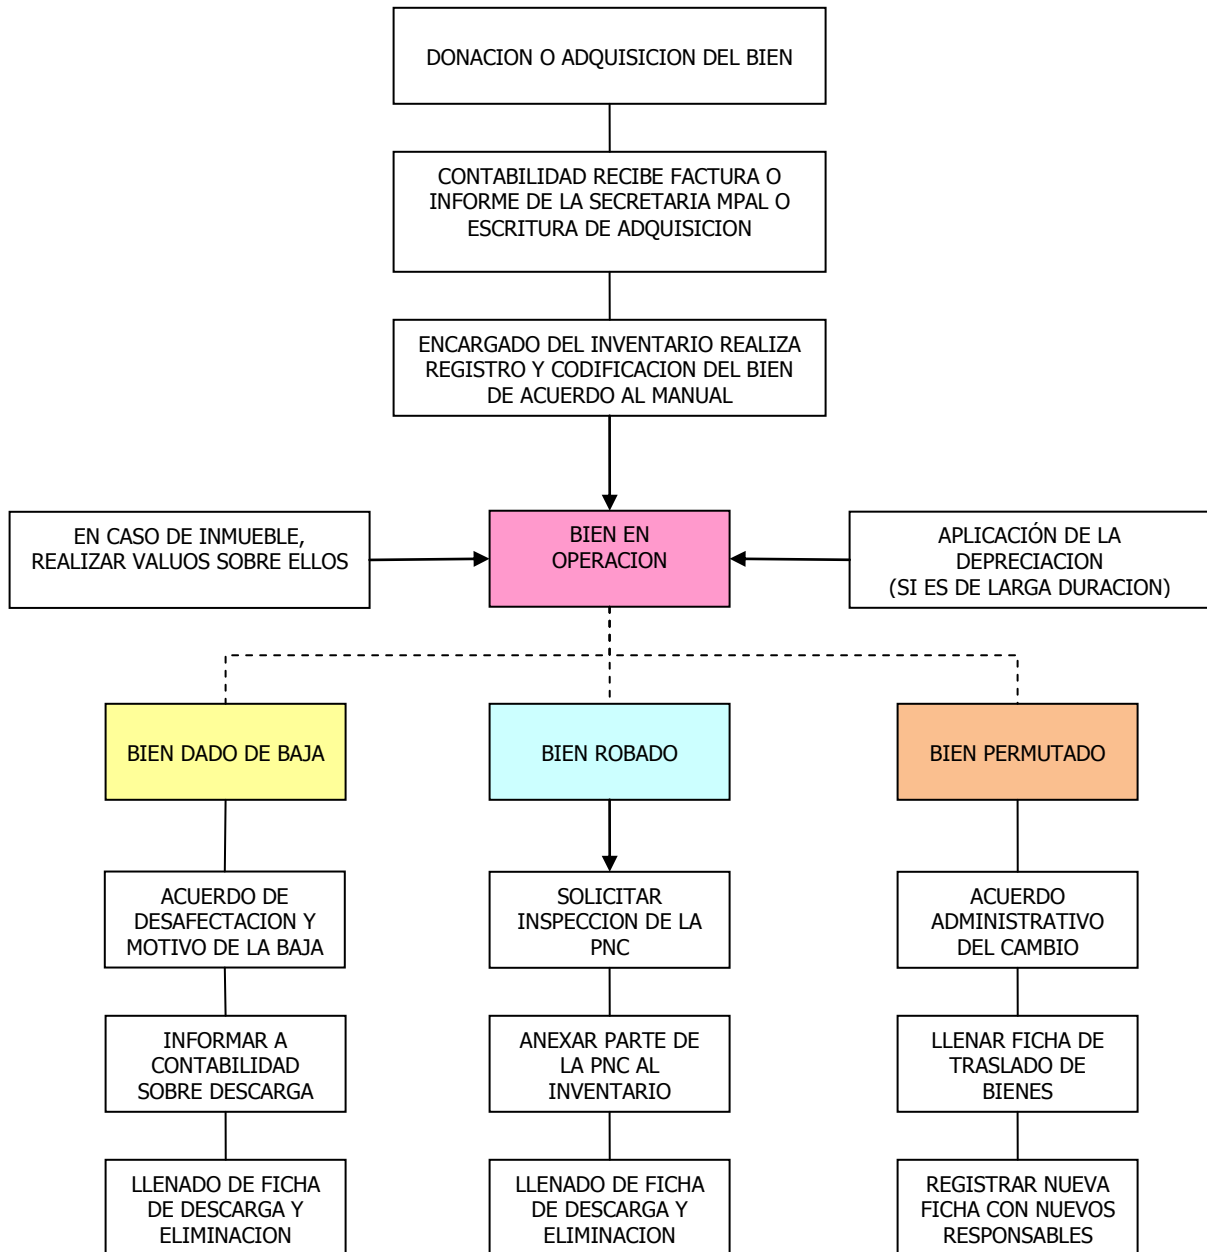 DONACION O ADQUISICION DEL BIEN
CONTABILIDAD RECIBE FACTURA O
INFORME DE LA SECRETARIA MPAL O
ESCRITURA DE ADQUISICION
ENCARGADO DEL INVENTARIO REALIZA
REGISTRO Y CODIFICACION DEL BIEN
DE ACUERDO AL MANUAL
EN CASO DE INMUEBLE,
REALIZAR VALUOS SOBRE ELLOS
BIEN EN
OPERACION
APLICACIÓN DE LA
DEPRECIACION
(SI ES DE LARGA DURACION)
BIEN DADO DE BAJA
BIEN ROBADO
BIEN PERMUTADO
ACUERDO DE
DESAFECTACION Y
MOTIVO DE LA BAJA
SOLICITAR
INSPECCION DE LA
PNC
ACUERDO
ADMINISTRATIVO
DEL CAMBIO
INFORMAR A
CONTABILIDAD
SOBRE DESCARGA
ANEXAR PARTE DE
LA PNC AL
INVENTARIO
LLENAR FICHA DE
TRASLADO DE
BIENES
LLENADO DE FICHA
DE DESCARGA Y
ELIMINACION
LLENADO DE FICHA
DE DESCARGA Y
ELIMINACION
REGISTRAR NUEVA
FICHA CON NUEVOS
RESPONSABLES